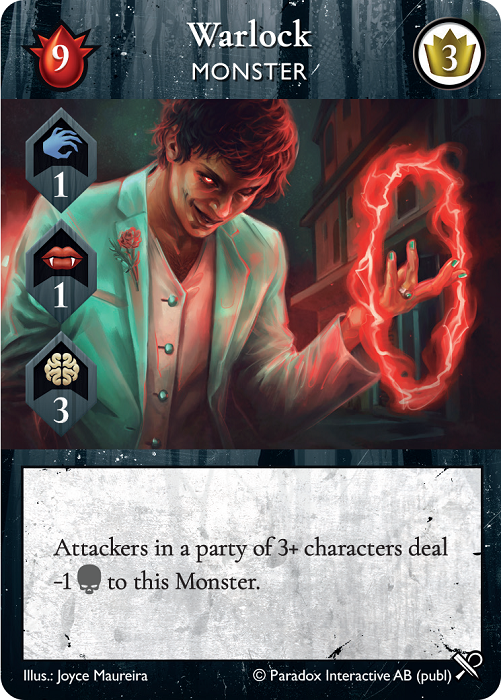 9
Warlock
MONSTER
3
1
1
3
Attackers in a party of 3+ characters deal
-1 to this Monster.
Illus.: Joyce Maureira
© Paradox Interactive AB (publ)